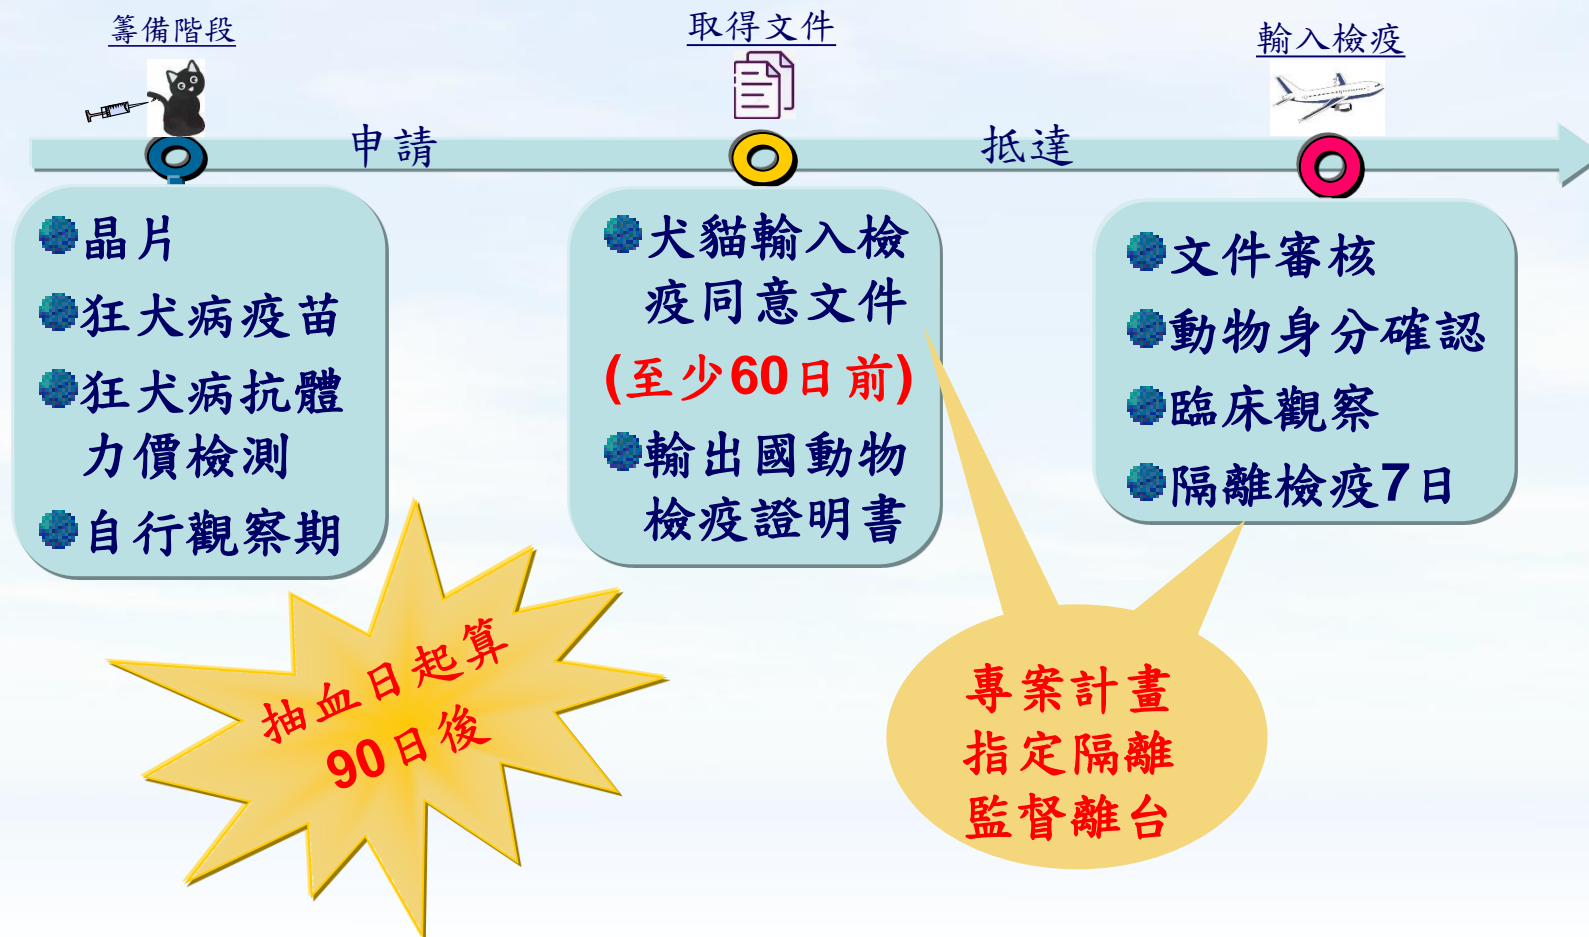 籌備階段
取得文件
輸入檢疫
申請
抵達
晶片
狂犬病疫苗
狂犬病抗體
力價檢測
自行觀察期
犬貓輸入檢
疫同意文件
(至少60日前)
輸出國動物
檢疫證明書
文件審核
動物身分確認
臨床觀察
隔離檢疫7日
抽血日起算
90日後
專案計畫
指定隔離
監督離台